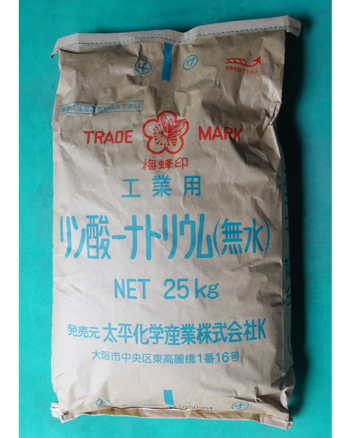 TRADE MARK
梅蜂印
工業用
リン酸一ナトリウム(無水)
NET 25kg
発売元 太平化学産業株式会社K
大阪市中央区東高麗橋1番16号